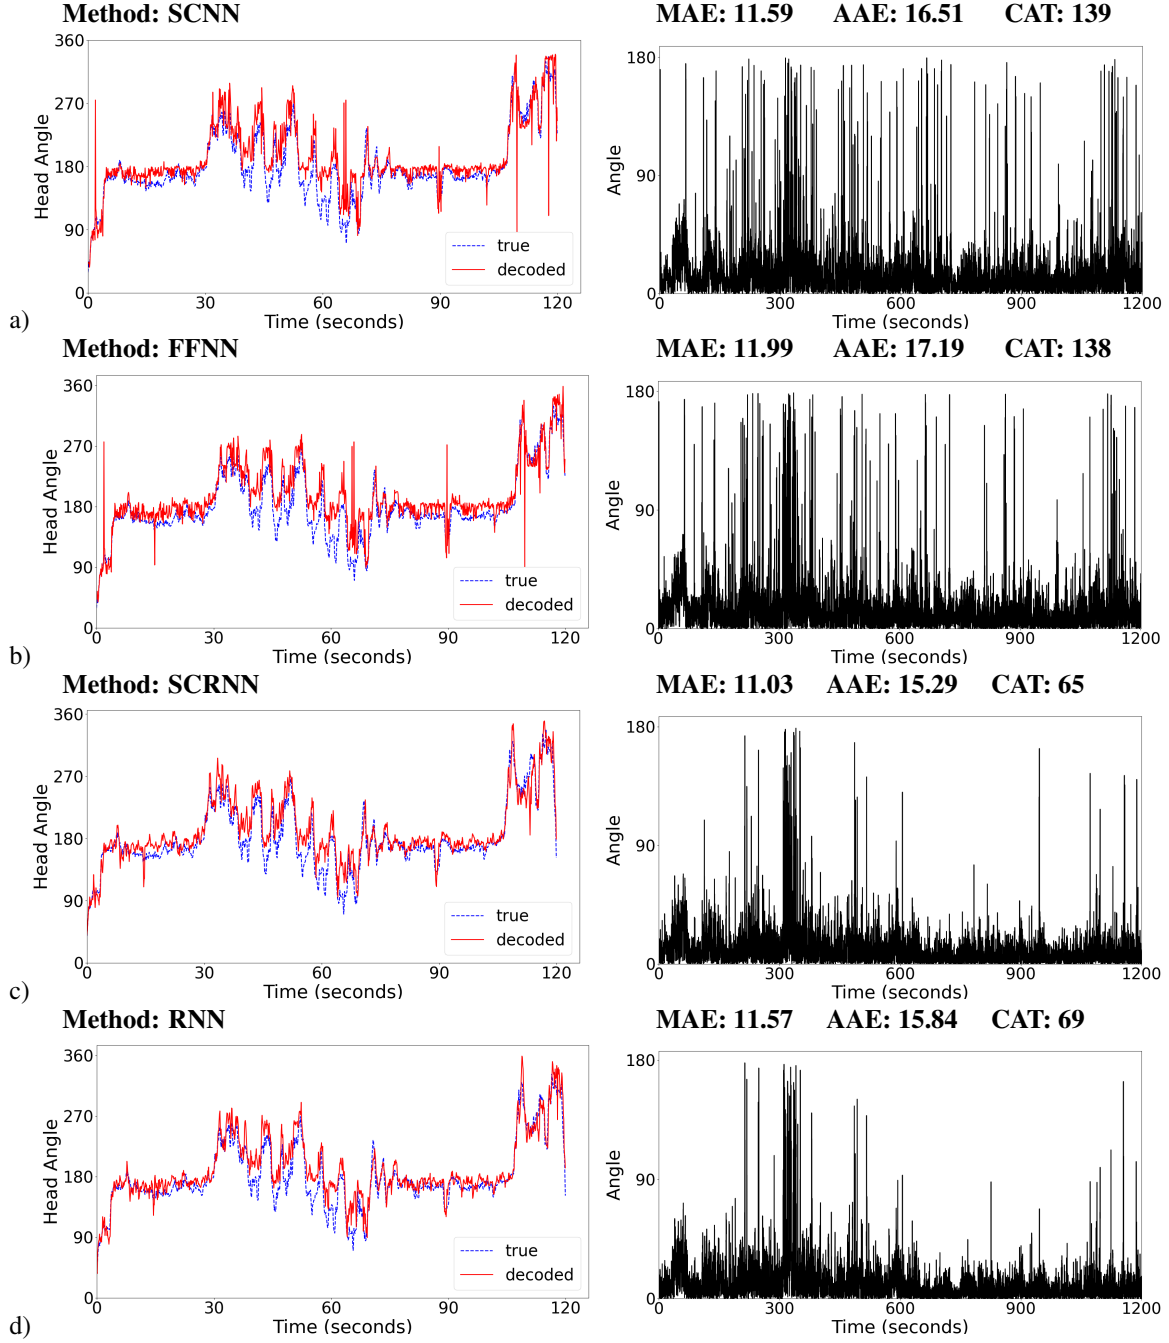 Method: SCNN
MAE: 11.59 AAE: 16.51 CAT: 139
360
270
180
90
0
Head Angle
0 30 60 90 120
Time (seconds)
true
decoded
180
90
0
Angle
0 300 600 900 1200
Time (seconds)
a)
Method: FFNN
MAE: 11.99 AAE: 17.19 CAT: 138
360
270
180
90
0
Head Angle
0 30 60 90 120
Time (seconds)
true
decoded
180
90
0
Angle
0 300 600 900 1200
Time (seconds)
b)
Method: SCRNN
MAE: 11.03 AAE: 15.29 CAT: 65
360
270
180
90
0
Head Angle
0 30 60 90 120
Time (seconds)
true
decoded
180
90
0
Angle
0 300 600 900 1200
Time (seconds)
c)
Method: RNN
MAE: 11.57 AAE: 15.84 CAT: 69
360
270
180
90
0
Head Angle
0 30 60 90 120
Time (seconds)
true
decoded
180
90
0
Angle
0 300 600 900 1200
Time (seconds)
d)